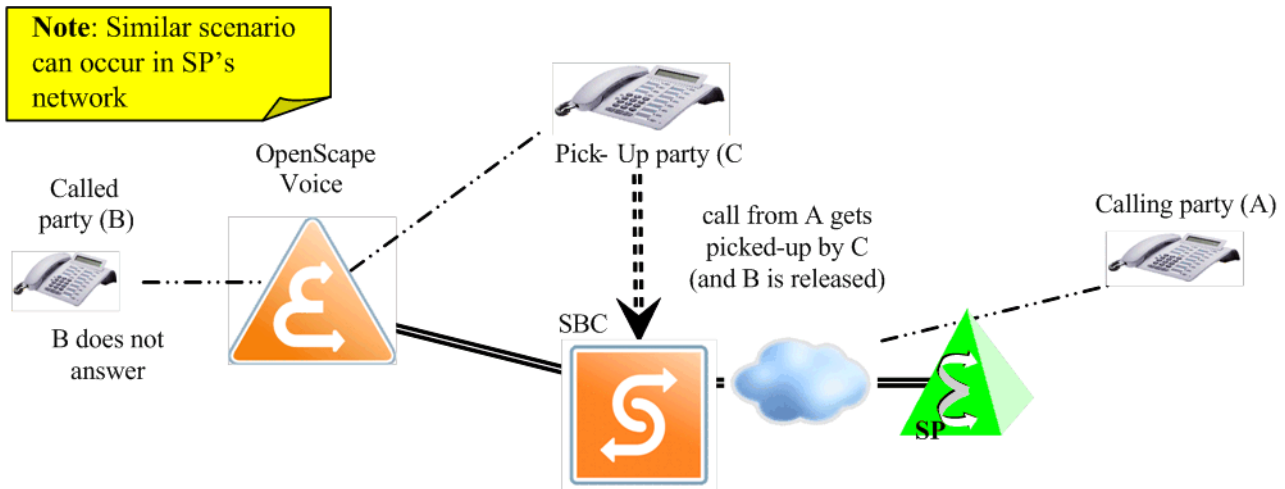 Note: Similar scenario
can occur in SP's
network
OpenScape
Voice
Pick- Up party (C
Called
party (B)
call from A gets
picked-up by C
(and B is released)
Calling party (A)
B does not
answer
SBC
SP